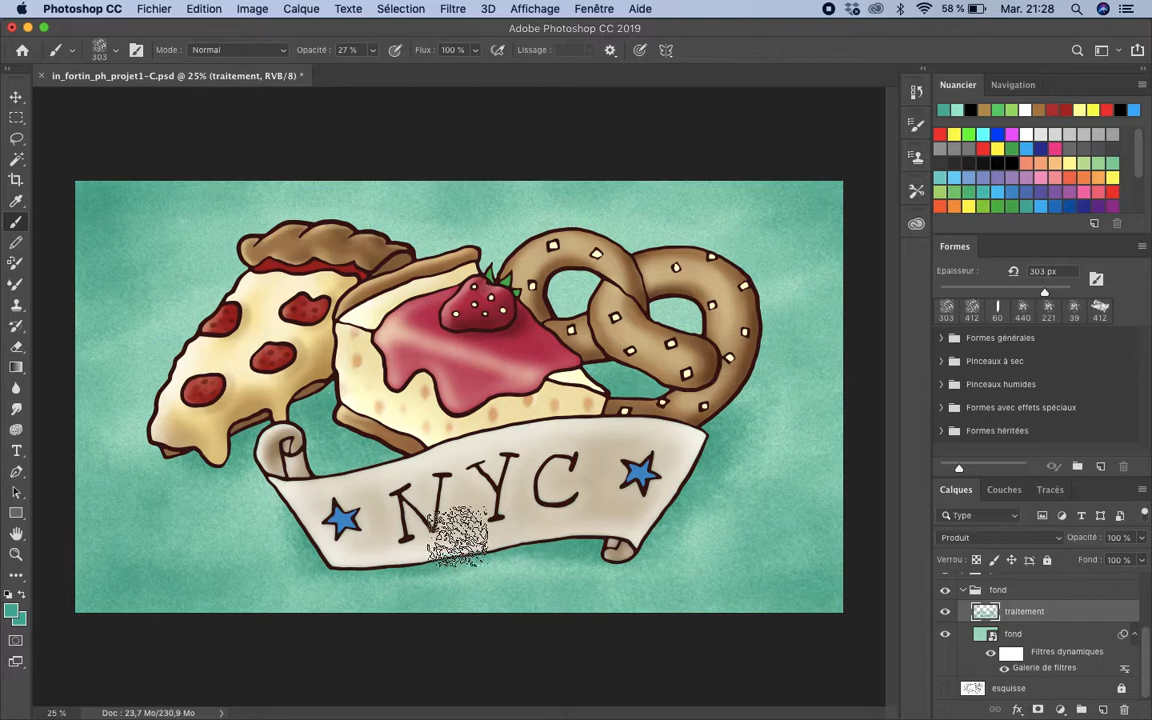 Photoshop CC Fichier Edition Image Calque Texte Sélection Filtre 3D Affichage Fenêtre Aide 58 % Mar. 21:28
Adobe Photoshop CC 2019
303 Mode : Normal Opacité : 27 % Flux : 100 % Lissage :
in_fortin_ph_projet1-C.psd @ 25% (traitement, RVB/8) *
Nuancier Navigation
Formes
Epaisseur : 303 px
303 412 60 440 221 39 412
Formes générales
Pinceaux à sec
Pinceaux humides
Formes avec effets spéciaux
Formes héritées
Calques Couches Tracés
Type
Produit Opacité : 100 %
Verrou : Fond : 100 %
fond
traitement
fond
Filtres dynamiques
Galerie de filtres
esquisse
NYC
25 % Doc : 23,7 Mo/230,9 Mo